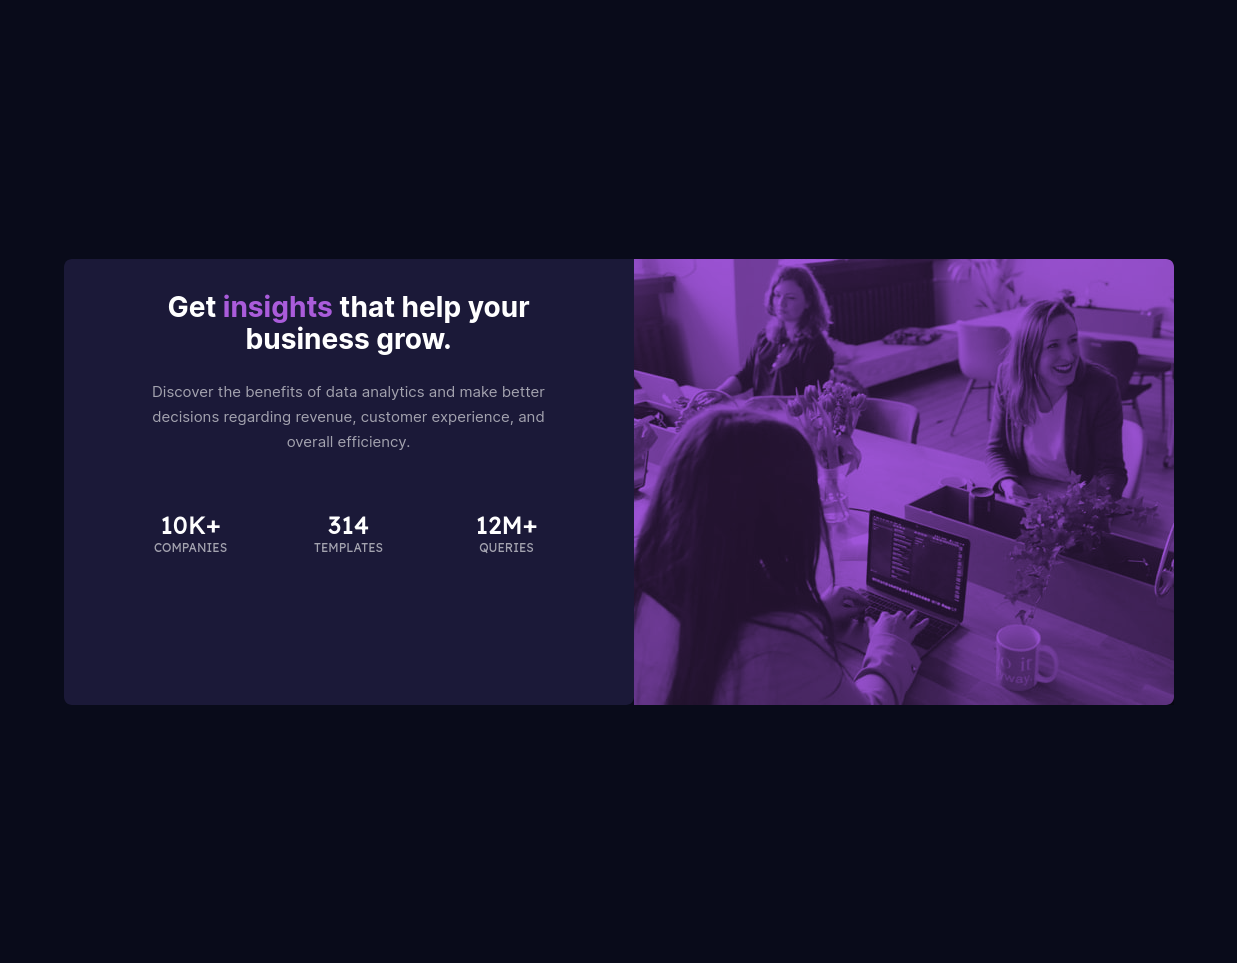 Get insights that help your
business grow.
Discover the benefits of data analytics and make better
decisions regarding revenue, customer experience, and
overall efficiency.
10K+ 314 12M+
COMPANIES TEMPLATES QUERIES